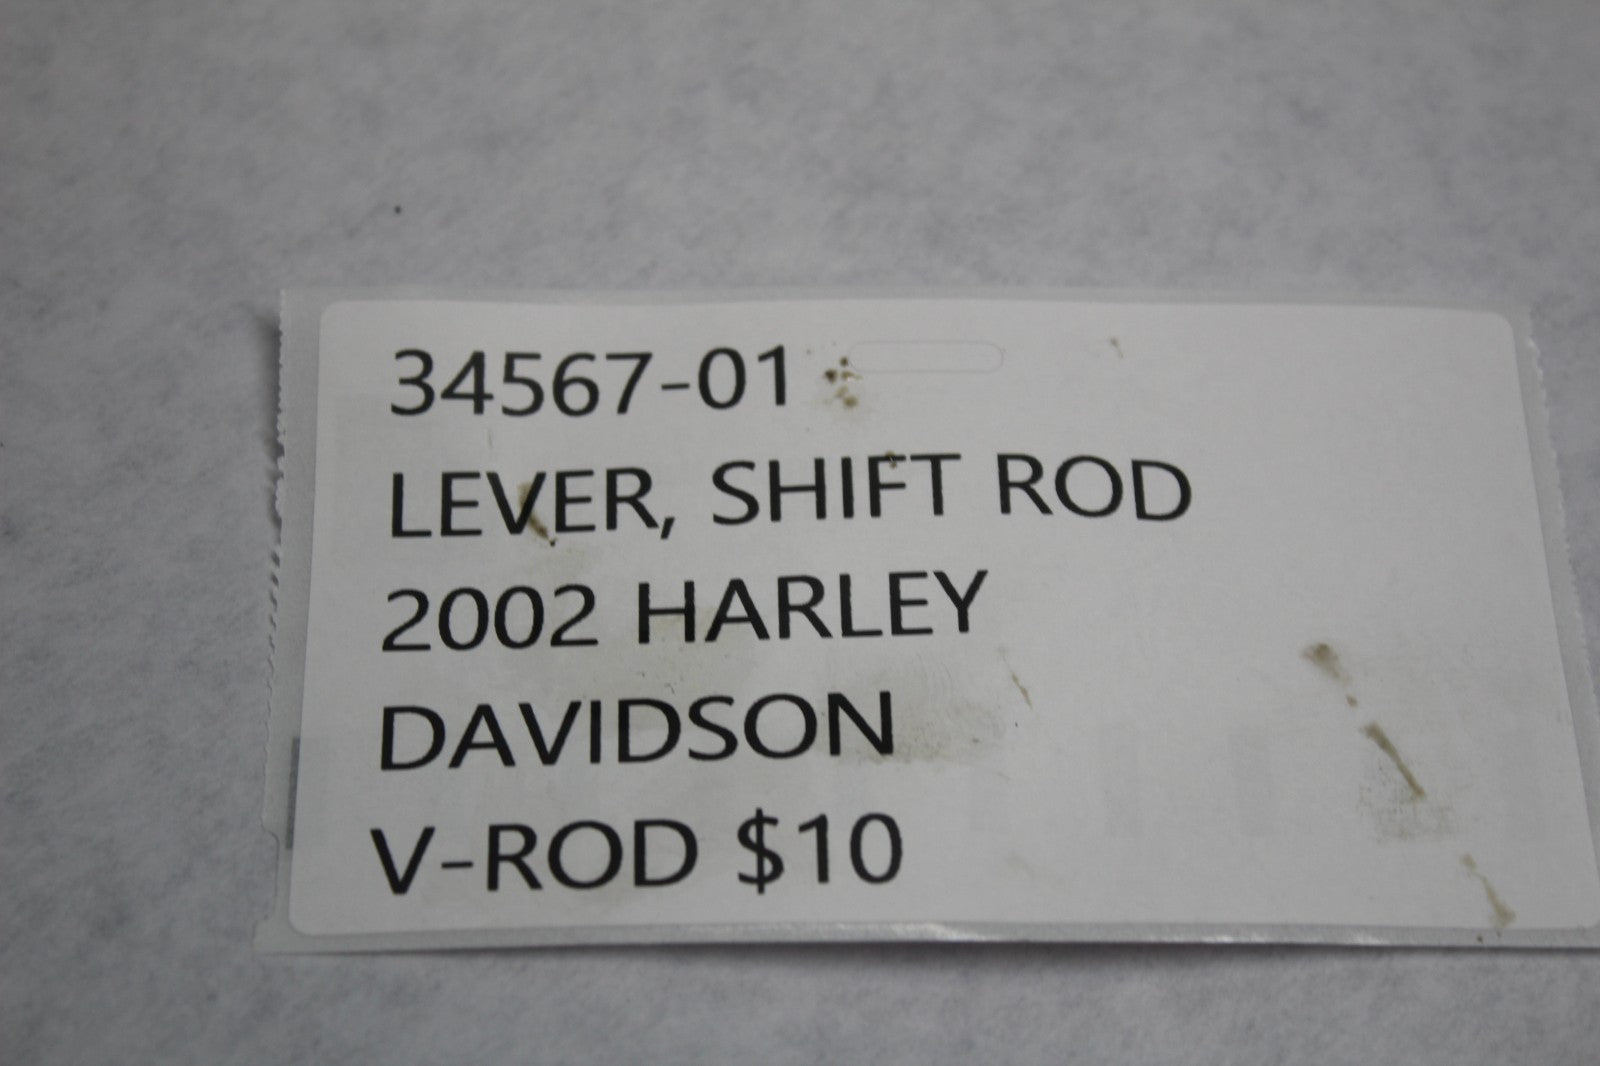 34567-01
LEVER, SHIFT ROD
2002 HARLEY
DAVIDSON
V-ROD $10